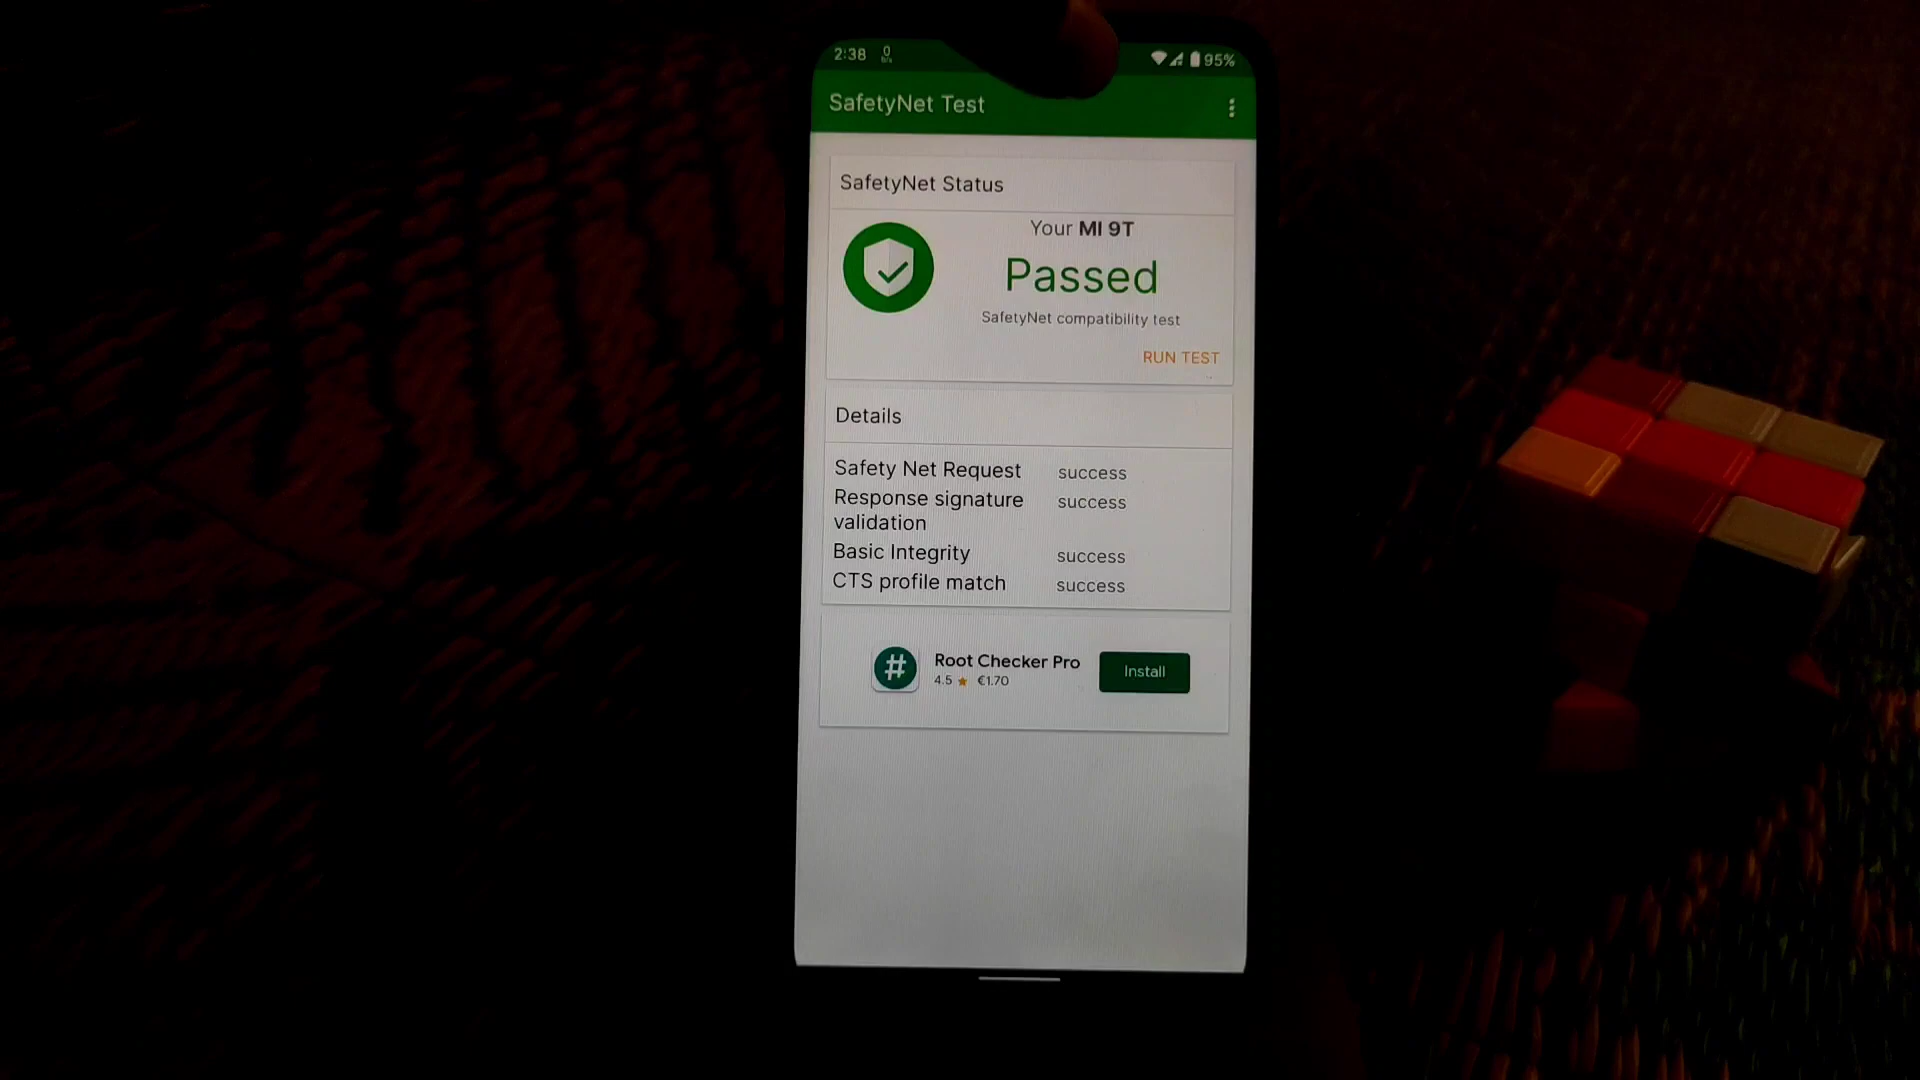 2:38 0 95%
SafetyNet Test
SafetyNet Status
Your MI 9T
Passed
SafetyNet compatibility test
RUN TEST
Details
Safety Net Request success
Response signature success
validation
Basic Integrity success
CTS profile match success
Root Checker Pro
4.5 ★ €1.70
Install